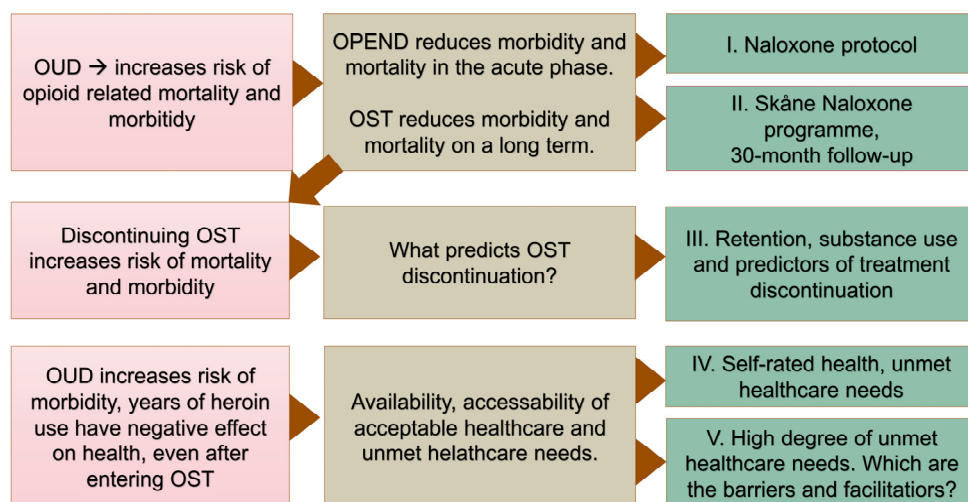 OUD → increases risk of
opioid related mortality and
morbitidy
OPEND reduces morbidity and
mortality in the acute phase.
OST reduces morbidity and
mortality on a long term.
I. Naloxone protocol
II. Skåne Naloxone
programme,
30-month follow-up
Discontinuing OST
increases risk of mortality
and morbidity
What predicts OST
discontinuation?
III. Retention, substance use
and predictors of treatment
discontinuation
OUD increases risk of
morbidity, years of heroin
use have negative effect
on health, even after
entering OST
Availability, accessability of
acceptable healthcare and
unmet helathcare needs.
IV. Self-rated health, unmet
healthcare needs
V. High degree of unmet
healthcare needs. Which are
the barriers and facilitatiors?